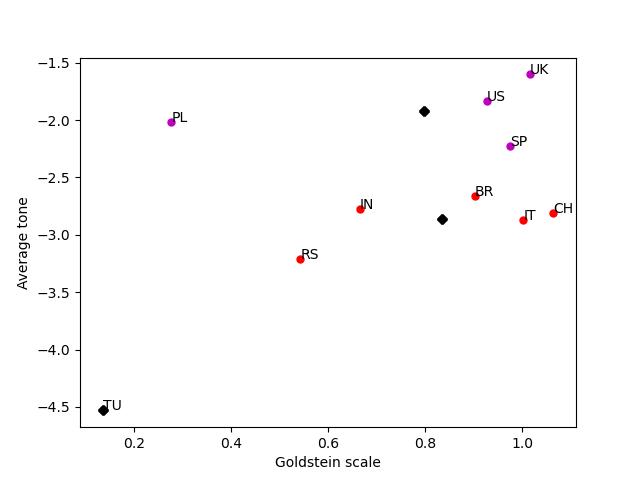 −1.5
−2.0
−2.5
−3.0
−3.5
−4.0
−4.5
Average tone
UK
US
PL
SP
BR
IN
IT
CH
RS
TU
0.2
0.4
0.6
0.8
1.0
Goldstein scale